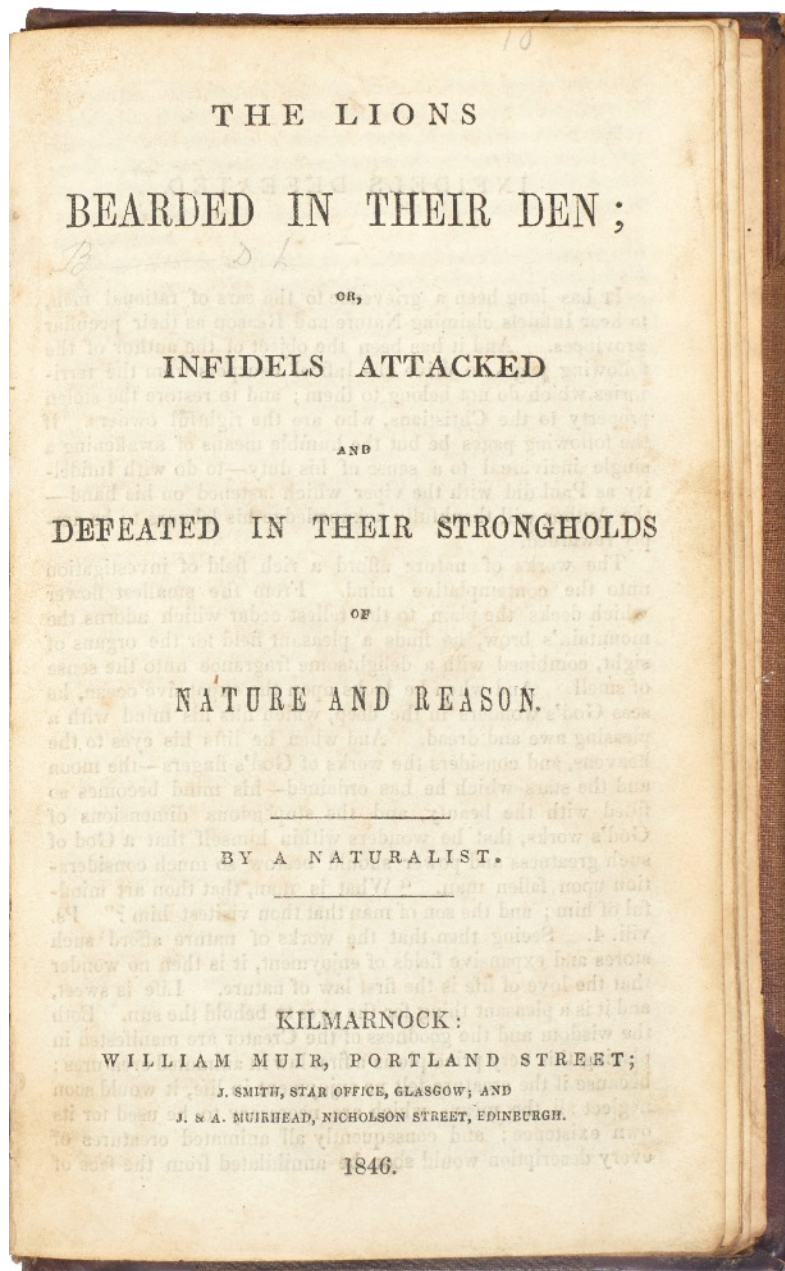 10
THE LIONS
BEARDED IN THEIR DEN;
B D L
OR,
INFIDELS ATTACKED
AND
DEFEATED IN THEIR STRONGHOLDS
OF
NATURE AND REASON.
BY A NATURALIST.
KILMARNOCK:
WILLIAM MUIR, PORTLAND STREET;
J. SMITH, STAR OFFICE, GLASGOW; AND
J. & A. MUIRHEAD, NICHOLSON STREET, EDINBURGH.
1846.